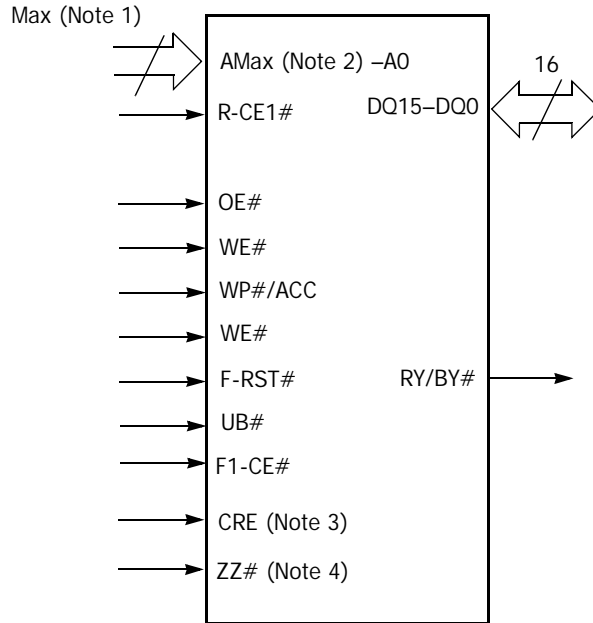 Max (Note 1)
AMax (Note 2) –A0
16
R-CE1#
DQ15–DQ0
OE#
WE#
WP#/ACC
WE#
F-RST#
RY/BY#
UB#
F1-CE#
CRE (Note 3)
ZZ# (Note 4)